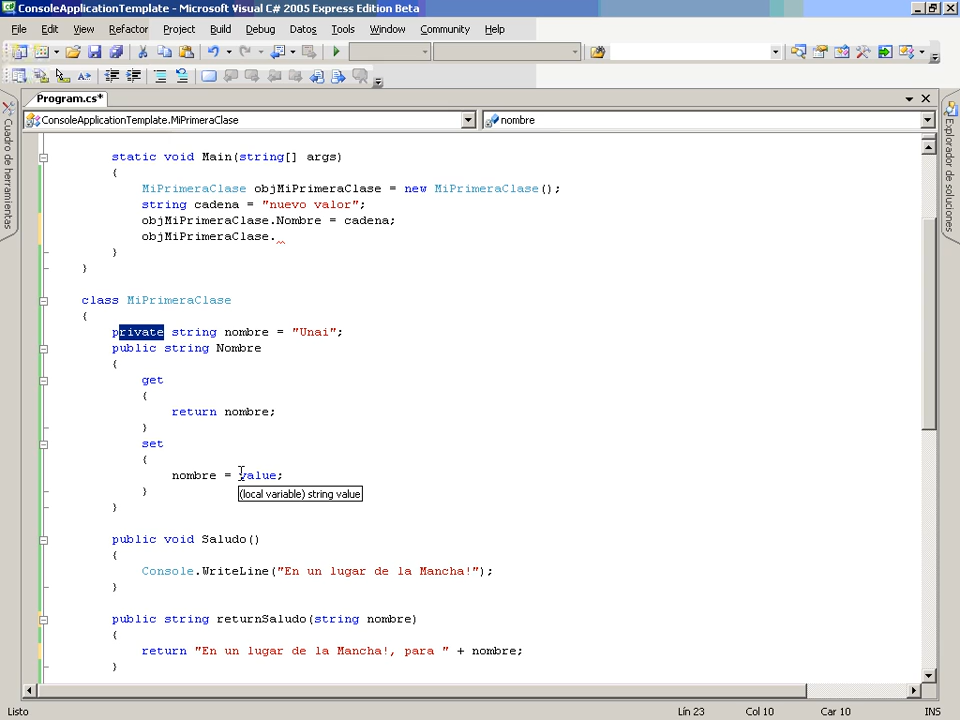 ConsoleApplicationTemplate - Microsoft Visual C# 2005 Express Edition Beta
File Edit View Refactor Project Build Debug Datos Tools Window Community Help
Program.cs*
ConsoleApplicationTemplate.MiPrimeraClase nombre
Cuadro de herramientas
Explorador de soluciones
static void Main(string[] args)
{
MiPrimeraClase objMiPrimeraClase = new MiPrimeraClase();
string cadena = "nuevo valor";
objMiPrimeraClase.Nombre = cadena;
objMiPrimeraClase.
}
}
class MiPrimeraClase
{
private string nombre = "Unai";
public string Nombre
{
get
{
return nombre;
}
set
{
nombre = value;
(local variable) string value
}
}
public void Saludo()
{
Console.WriteLine("En un lugar de la Mancha!");
}
public string returnSaludo(string nombre)
{
return "En un lugar de la Mancha!, para " + nombre;
}
Listo Lín 23 Col 10 Car 10 INS